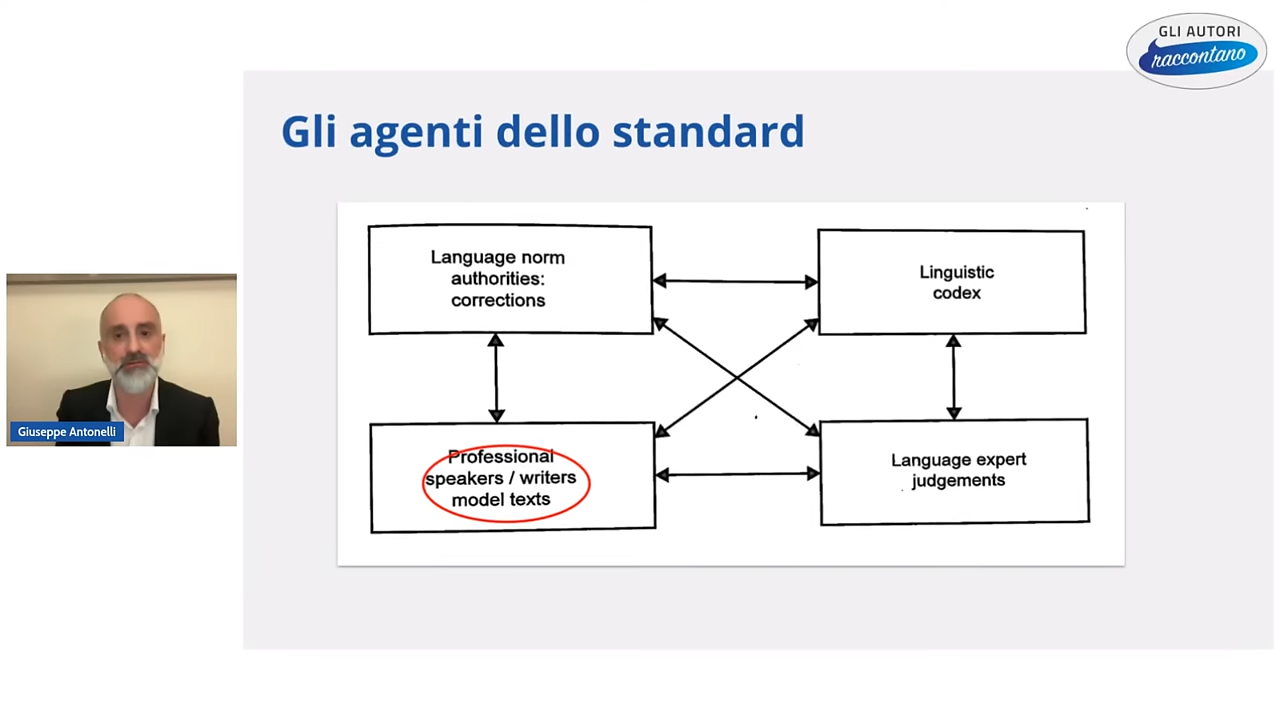 GLI AUTORI
raccontano
Gli agenti dello standard
Language norm
authorities:
corrections
Linguistic
codex
Professional
speakers / writers
model texts
Language expert
judgements
Giuseppe Antonelli